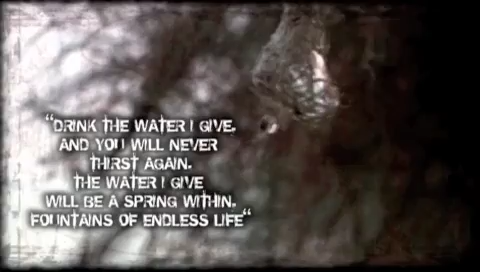 “DRINK THE WATER I GIVE,
AND YOU WILL NEVER
THIRST AGAIN.
THE WATER I GIVE
WILL BE A SPRING WITHIN,
FOUNTAINS OF ENDLESS LIFE“